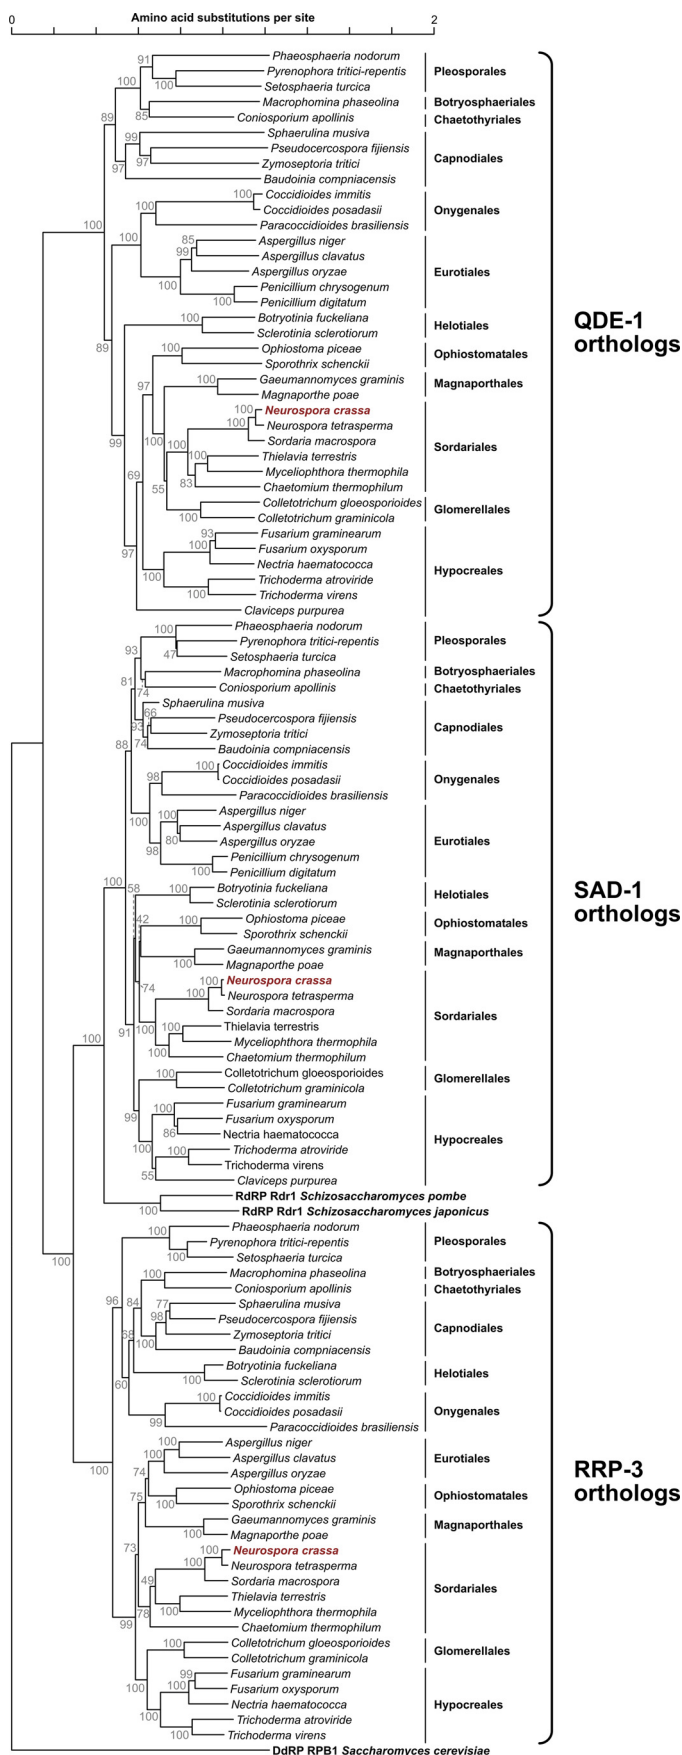 0
Amino acid substitutions per site
2
91
Phaeosphaeria nodorum
Pyrenophora tritici-repentis
Pleosporales
100
100
Setosphaeria turcica
Macrophomina phaseolina
Botryosphaeriales
89
85
Coniosporium apollinis
Chaetothyriales
99
Sphaerulina musiva
Pseudocercospora fijiensis
Capnodiales
97
97
Zymoseptoria tritici
Baudoinia compniacensis
100
Coccidioides immitis
100
Coccidioides posadasii
Onygenales
100
100
Paracoccidioides brasiliensis
85
Aspergillus niger
99
Aspergillus clavatus
Aspergillus oryzae
Eurotiales
100
Penicillium chrysogenum
100
Penicillium digitatum
100
Botryotinia fuckeliana
Helotiales
Sclerotinia sclerotiorum
QDE-1
orthologs
89
100
Ophiostoma piceae
Ophiostomatales
Sporothrix schenckii
97
100
Gaeumannomyces graminis
Magnaporthales
Magnaporthe poae
100
Neurospora crassa
99
100
100
100
Neurospora tetrasperma
Sordaria macrospora
Sordariales
100
Thielavia terrestris
69
55
83
Myceliophthora thermophila
Chaetomium thermophilum
Colletotrichum gloeosporioides
Glomerellales
100
Colletotrichum graminicola
93
Fusarium graminearum
97
100
Fusarium oxysporum
Nectria haematococca
Hypocreales
100
Trichoderma atroviride
100
Trichoderma virens
Claviceps purpurea
100
Phaeosphaeria nodorum
Pyrenophora tritici-repentis
Pleosporales
93
47
Setosphaeria turcica
Macrophomina phaseolina
Botryosphaeriales
81
74
Coniosporium apollinis
Chaetothyriales
Sphaerulina musiva
66
Pseudocercospora fijiensis
Capnodiales
93
Zymoseptoria tritici
88
74
Baudoinia compniacensis
100
Coccidioides immitis
98
Coccidioides posadasii
Onygenales
Paracoccidioides brasiliensis
100
100
Aspergillus niger
Aspergillus clavatus
98
80
Aspergillus oryzae
Eurotiales
Penicillium chrysogenum
100
Penicillium digitatum
100
58
100
Botryotinia fuckeliana
Helotiales
Sclerotinia sclerotiorum
SAD-1
orthologs
42
100
Ophiostoma piceae
Ophiostomatales
Sporothrix schenckii
Gaeumannomyces graminis
Magnaporthales
100
Magnaporthe poae
74
100
Neurospora crassa
100
Neurospora tetrasperma
Sordaria macrospora
Sordariales
91
100
100
Thielavia terrestris
Myceliophthora thermophila
100
100
Chaetomium thermophilum
100
Colletotrichum gloeosporioides
Glomerellales
Colletotrichum graminicola
99
100
Fusarium graminearum
Fusarium oxysporum
86
Nectria haematococca
Hypocreales
100
100
Trichoderma atroviride
Trichoderma virens
55
Claviceps purpurea
RdRP Rdr1 Schizosaccharomyces pombe
100
RdRP Rdr1 Schizosaccharomyces japonicus
100
100
Phaeosphaeria nodorum
Pyrenophora tritici-repentis
Pleosporales
100
Setosphaeria turcica
100
Macrophomina phaseolina
Botryosphaeriales
Coniosporium apollinis
Chaetothyriales
96
84
77
Sphaerulina musiva
98
Pseudocercospora fijiensis
Capnodiales
68
100
Zymoseptoria tritici
Baudoinia compniacensis
Botryotinia fuckeliana
Helotiales
60
100
Sclerotinia sclerotiorum
100
Coccidioides immitis
Coccidioides posadasii
Onygenales
99
Paracoccidioides brasiliensis
100
100
Aspergillus niger
100
Aspergillus clavatus
Eurotiales
74
Aspergillus oryzae
RRP-3
orthologs
75
Ophiostoma piceae
Ophiostomatales
100
Sporothrix schenckii
Gaeumannomyces graminis
Magnaporthales
100
Magnaporthe poae
73
100
Neurospora crassa
100
Neurospora tetrasperma
49
Sordaria macrospora
Sordariales
Thielavia terrestris
78
100
Myceliophthora thermophila
99
Chaetomium thermophilum
100
Colletotrichum gloeosporioides
Glomerellales
Colletotrichum graminicola
99
Fusarium graminearum
100
100
Fusarium oxysporum
Nectria haematococca
Hypocreales
100
Trichoderma atroviride
100
Trichoderma virens
DdRP RPB1 Saccharomyces cerevisiae